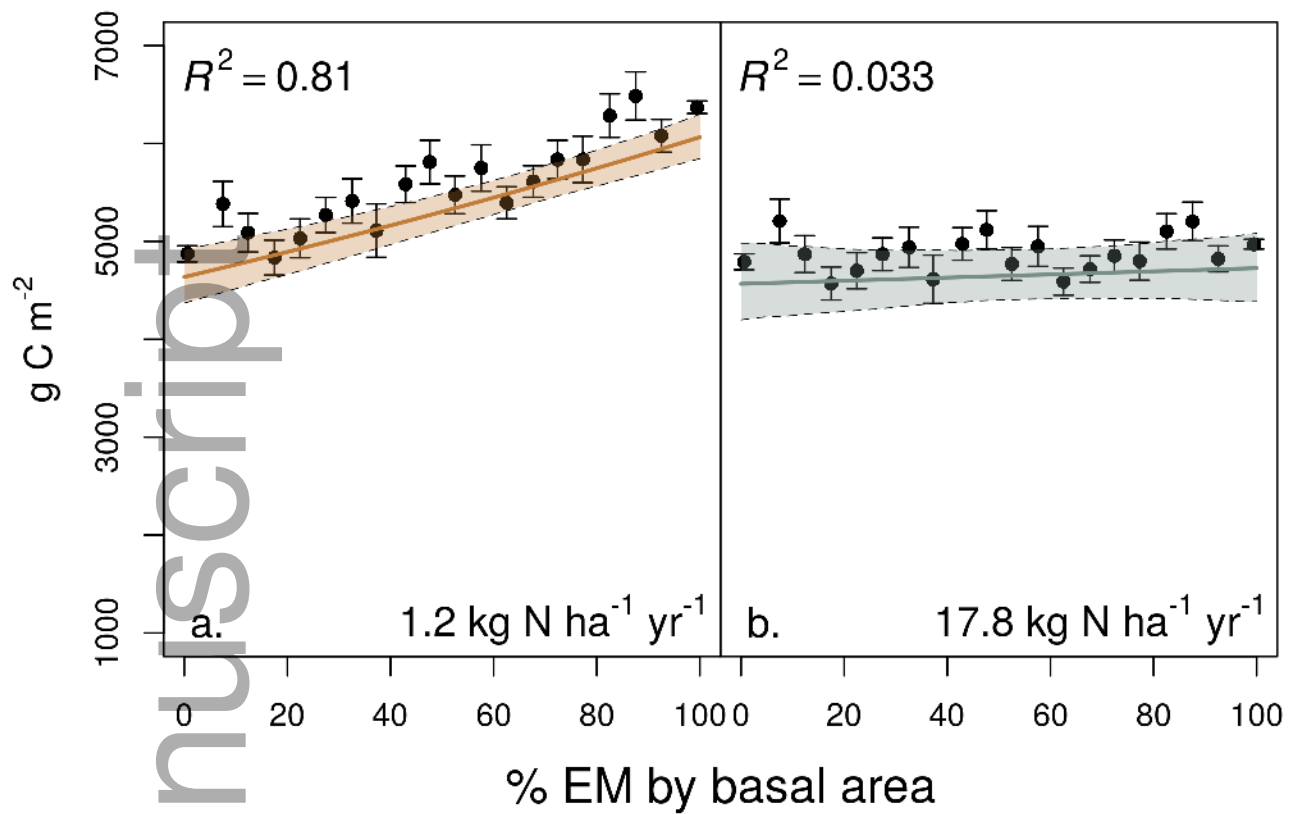 7000
5000
3000
1000
g C m⁻²
R² = 0.81
a.
1.2 kg N ha⁻¹ yr⁻¹
R² = 0.033
b.
17.8 kg N ha⁻¹ yr⁻¹
0 20 40 60 80 100
0 20 40 60 80 100
% EM by basal area
nuscript